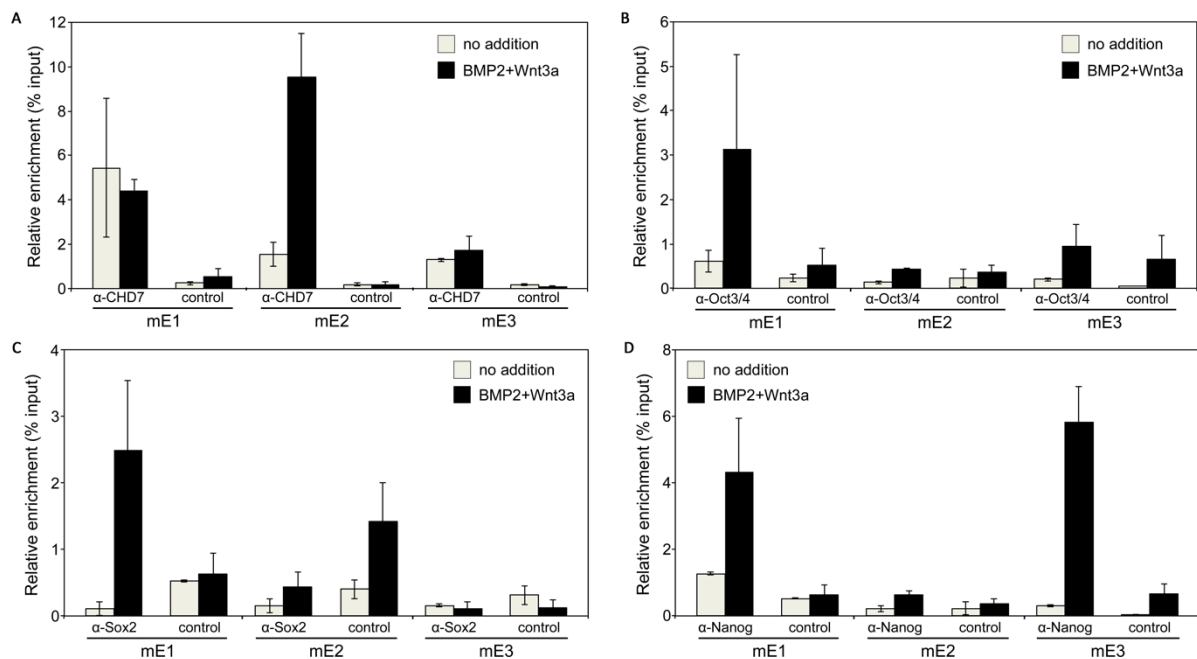 A
Relative enrichment (% input)
12
10
8
6
4
2
0
no addition
BMP2+Wnt3a
α-CHD7 control α-CHD7 control α-CHD7 control
mE1 mE2 mE3
B
Relative enrichment (% input)
6
5
4
3
2
1
0
no addition
BMP2+Wnt3a
α-Oct3/4 control α-Oct3/4 control α-Oct3/4 control
mE1 mE2 mE3
C
Relative enrichment (% input)
4
3
2
1
0
no addition
BMP2+Wnt3a
α-Sox2 control α-Sox2 control α-Sox2 control
mE1 mE2 mE3
D
Relative enrichment (% input)
8
6
4
2
0
no addition
BMP2+Wnt3a
α-Nanog control α-Nanog control α-Nanog control
mE1 mE2 mE3